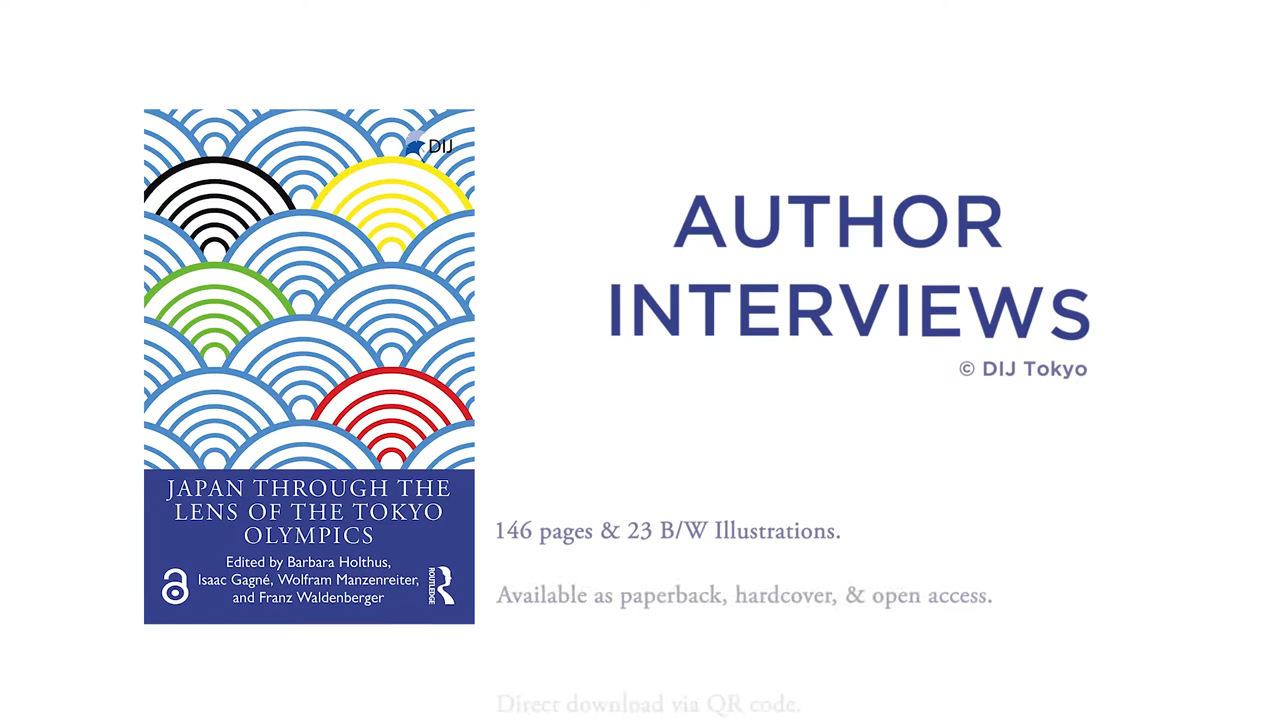 DIJ
JAPAN THROUGH THE
LENS OF THE TOKYO
OLYMPICS
Edited by Barbara Holthus,
Isaac Gagné, Wolfram Manzenreiter,
and Franz Waldenberger
ROUTLEDGE
AUTHOR
INTERVIEWS
© DIJ Tokyo
146 pages & 23 B/W Illustrations.
Available as paperback, hardcover, & open access.
Direct download via QR code.